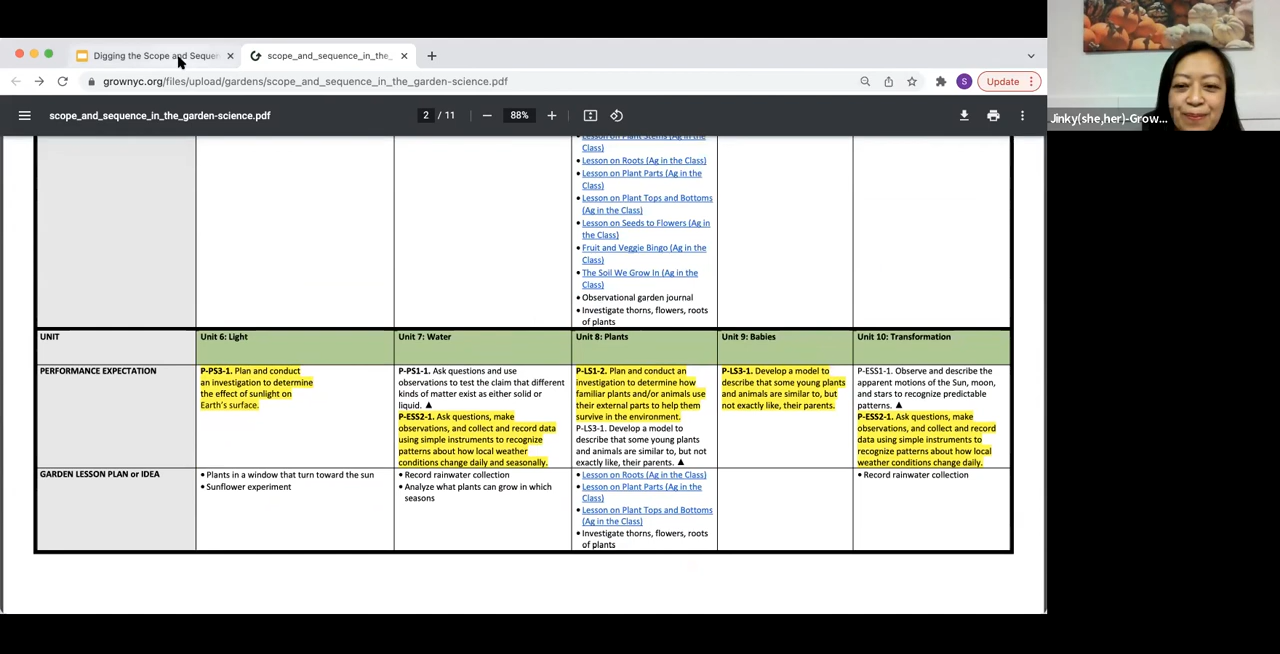 Digging the Scope and Sequen
scope_and_sequence_in_the_
grownyc.org/files/upload/gardens/scope_and_sequence_in_the_garden-science.pdf
S
Update
scope_and_sequence_in_the_garden-science.pdf
2 / 11
88%
Jinky(she,her)-Grow...
Lesson on Plant Stems (Ag in the
Class)
• Lesson on Roots (Ag in the Class)
• Lesson on Plant Parts (Ag in the
Class)
• Lesson on Plant Tops and Bottoms
(Ag in the Class)
• Lesson on Seeds to Flowers (Ag in
the Class)
• Fruit and Veggie Bingo (Ag in the
Class)
• The Soil We Grow In (Ag in the
Class)
• Observational garden journal
• Investigate thorns, flowers, roots
of plants
UNIT
Unit 6: Light
Unit 7: Water
Unit 8: Plants
Unit 9: Babies
Unit 10: Transformation
PERFORMANCE EXPECTATION
P-PS3-1. Plan and conduct
an investigation to determine
the effect of sunlight on
Earth's surface.
P-PS1-1. Ask questions and use
observations to test the claim that different
kinds of matter exist as either solid or
liquid. ▲
P-ESS2-1. Ask questions, make
observations, and collect and record data
using simple instruments to recognize
patterns about how local weather
conditions change daily and seasonally.
P-LS1-2. Plan and conduct an
investigation to determine how
familiar plants and/or animals use
their external parts to help them
survive in the environment.
P-LS3-1. Develop a model to
describe that some young plants
and animals are similar to, but not
exactly like, their parents. ▲
P-LS3-1. Develop a model to
describe that some young plants
and animals are similar to, but
not exactly like, their parents.
P-ESS1-1. Observe and describe the
apparent motions of the Sun, moon,
and stars to recognize predictable
patterns. ▲
P-ESS2-1. Ask questions, make
observations, and collect and record
data using simple instruments to
recognize patterns about how local
weather conditions change daily.
GARDEN LESSON PLAN or IDEA
• Plants in a window that turn toward the sun
• Sunflower experiment
• Record rainwater collection
• Analyze what plants can grow in which
seasons
• Lesson on Roots (Ag in the Class)
• Lesson on Plant Parts (Ag in the
Class)
• Lesson on Plant Tops and Bottoms
(Ag in the Class)
• Investigate thorns, flowers, roots
of plants
• Record rainwater collection